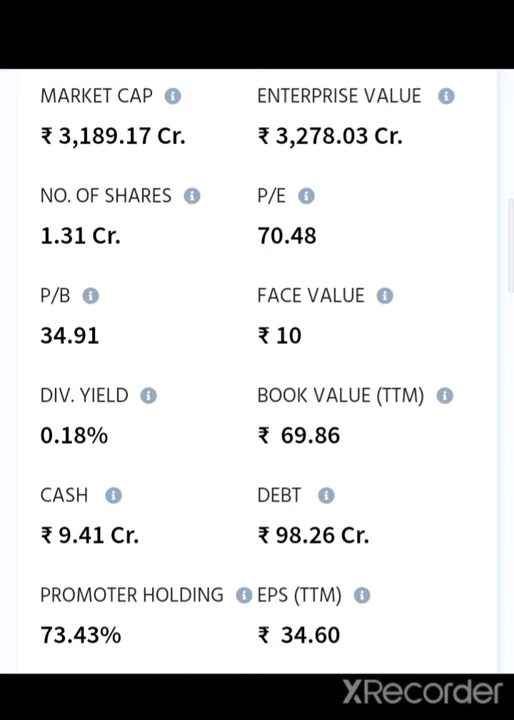 MARKET CAP ENTERPRISE VALUE
₹ 3,189.17 Cr. ₹ 3,278.03 Cr.
NO. OF SHARES P/E
1.31 Cr. 70.48
P/B FACE VALUE
34.91 ₹ 10
DIV. YIELD BOOK VALUE (TTM)
0.18% ₹ 69.86
CASH DEBT
₹ 9.41 Cr. ₹ 98.26 Cr.
PROMOTER HOLDING EPS (TTM)
73.43% ₹ 34.60
XRecorder